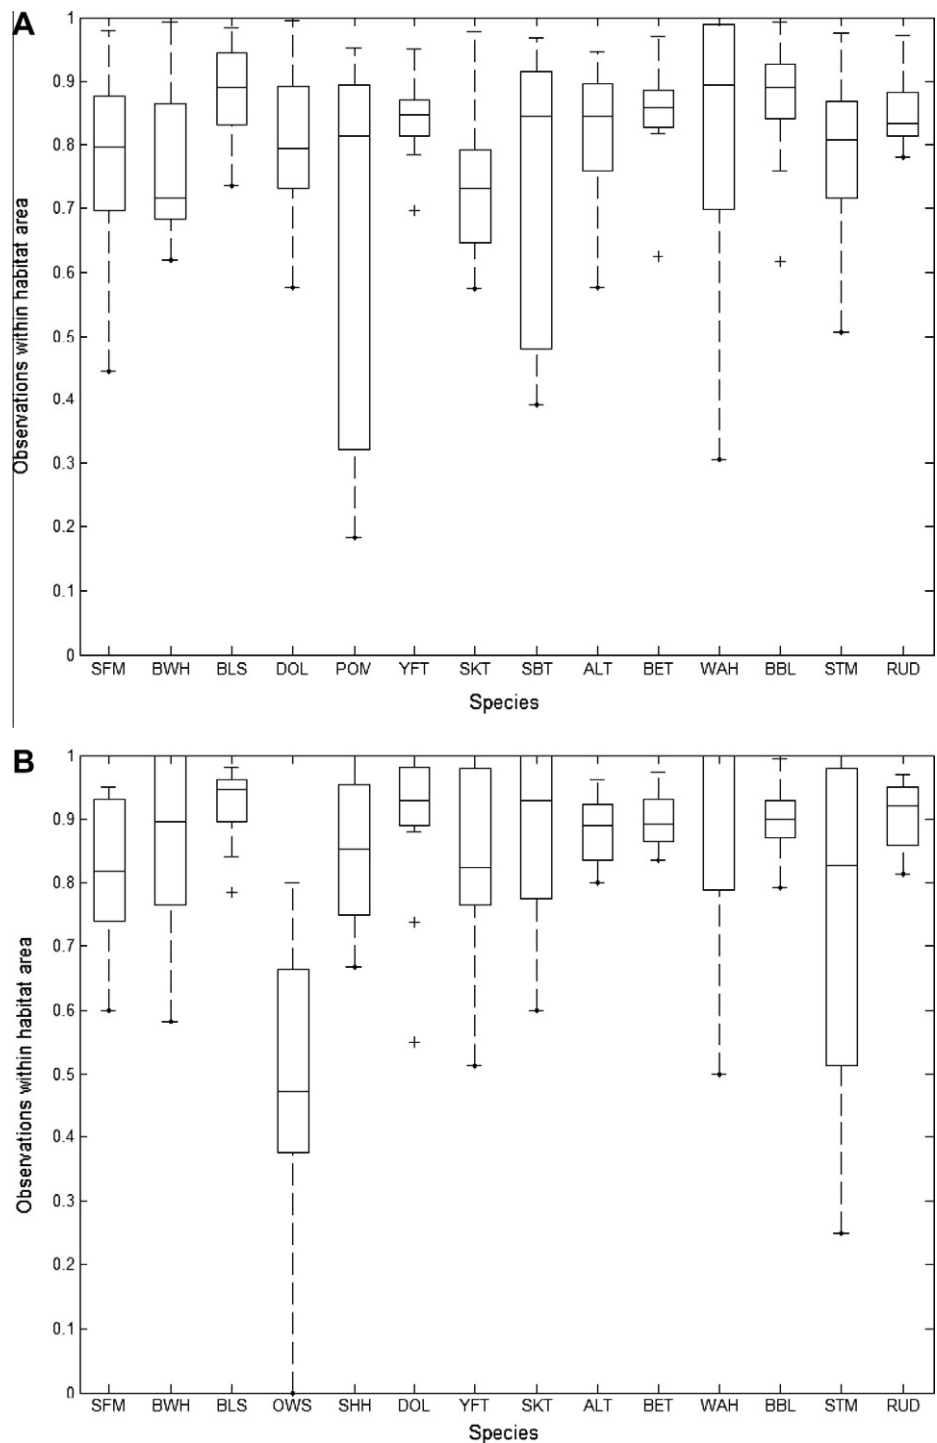 A
1
0.9
0.8
0.7
0.6
0.5
0.4
0.3
0.2
0.1
0
Observations within habitat area
SFM BWH BLS DOL POM YFT SKT SBT ALT BET WAH BBL STM RUD
Species
B
1
0.9
0.8
0.7
0.6
0.5
0.4
0.3
0.2
0.1
0
Observations within habitat area
SFM BWH BLS OWS SHH DOL YFT SKT ALT BET WAH BBL STM RUD
Species